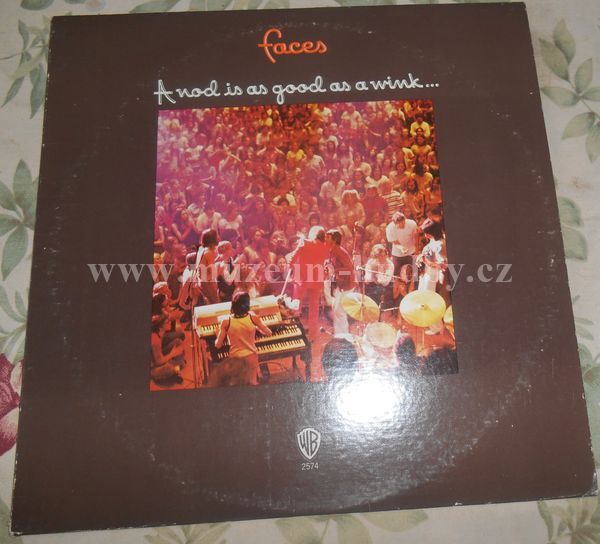 faces
A nod is as good as a wink...
www.muzeum-hudby.cz
WB
2574